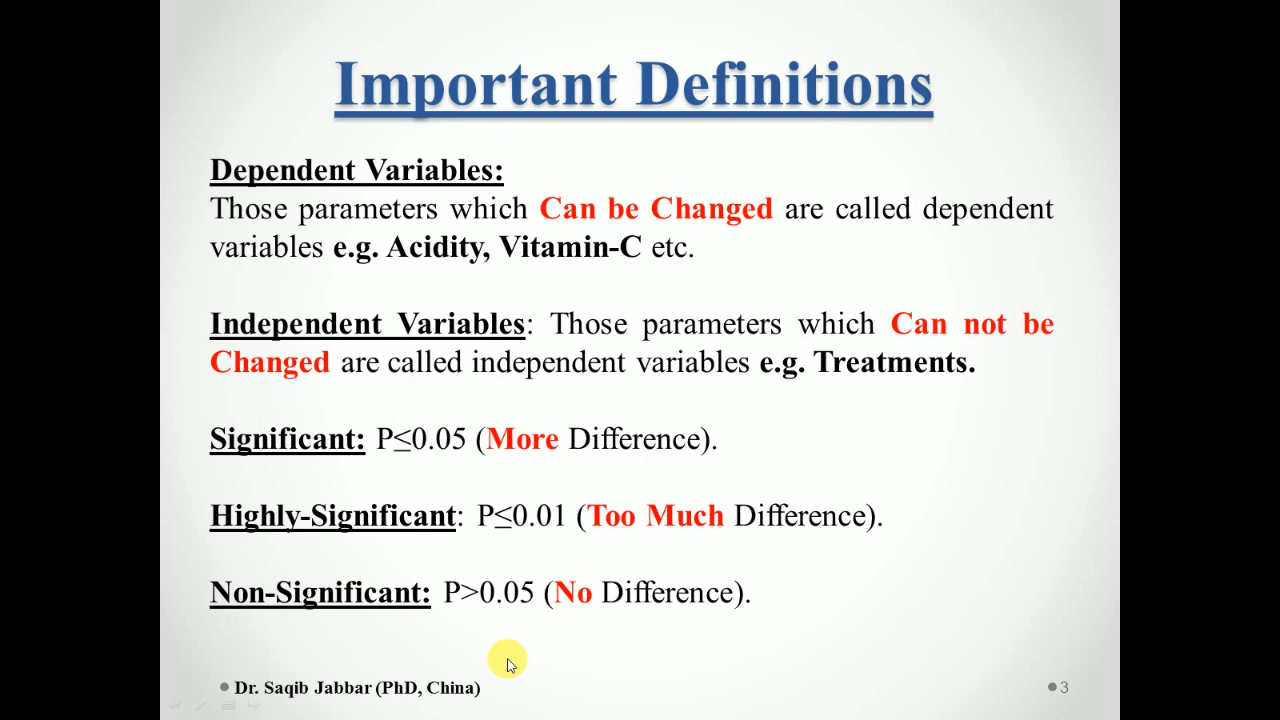 Important Definitions
Dependent Variables:
Those parameters which Can be Changed are called dependent
variables e.g. Acidity, Vitamin-C etc.
Independent Variables: Those parameters which Can not be
Changed are called independent variables e.g. Treatments.
Significant: P≤0.05 (More Difference).
Highly-Significant: P≤0.01 (Too Much Difference).
Non-Significant: P>0.05 (No Difference).
Dr. Saqib Jabbar (PhD, China)
3